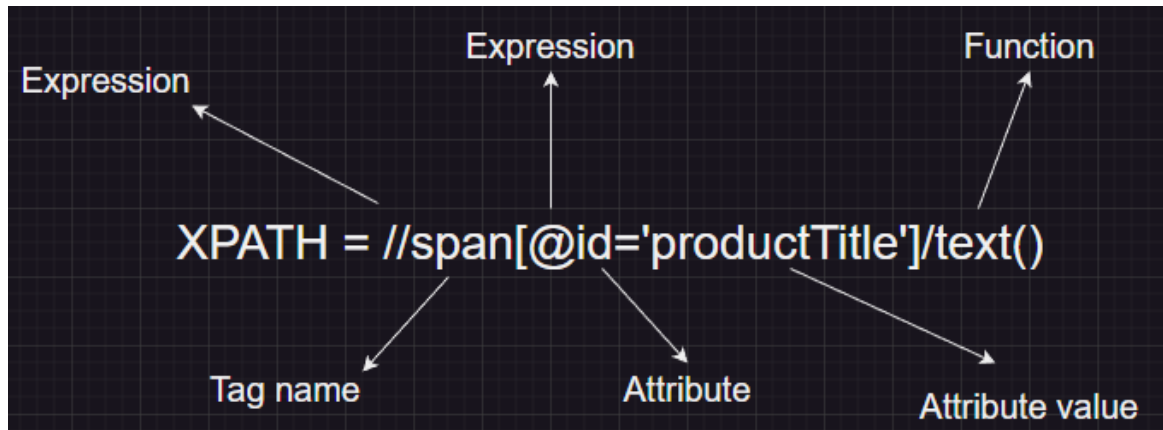 Expression
Function
Expression
XPATH = //span[@id='productTitle']/text()
Tag name
Attribute
Attribute value